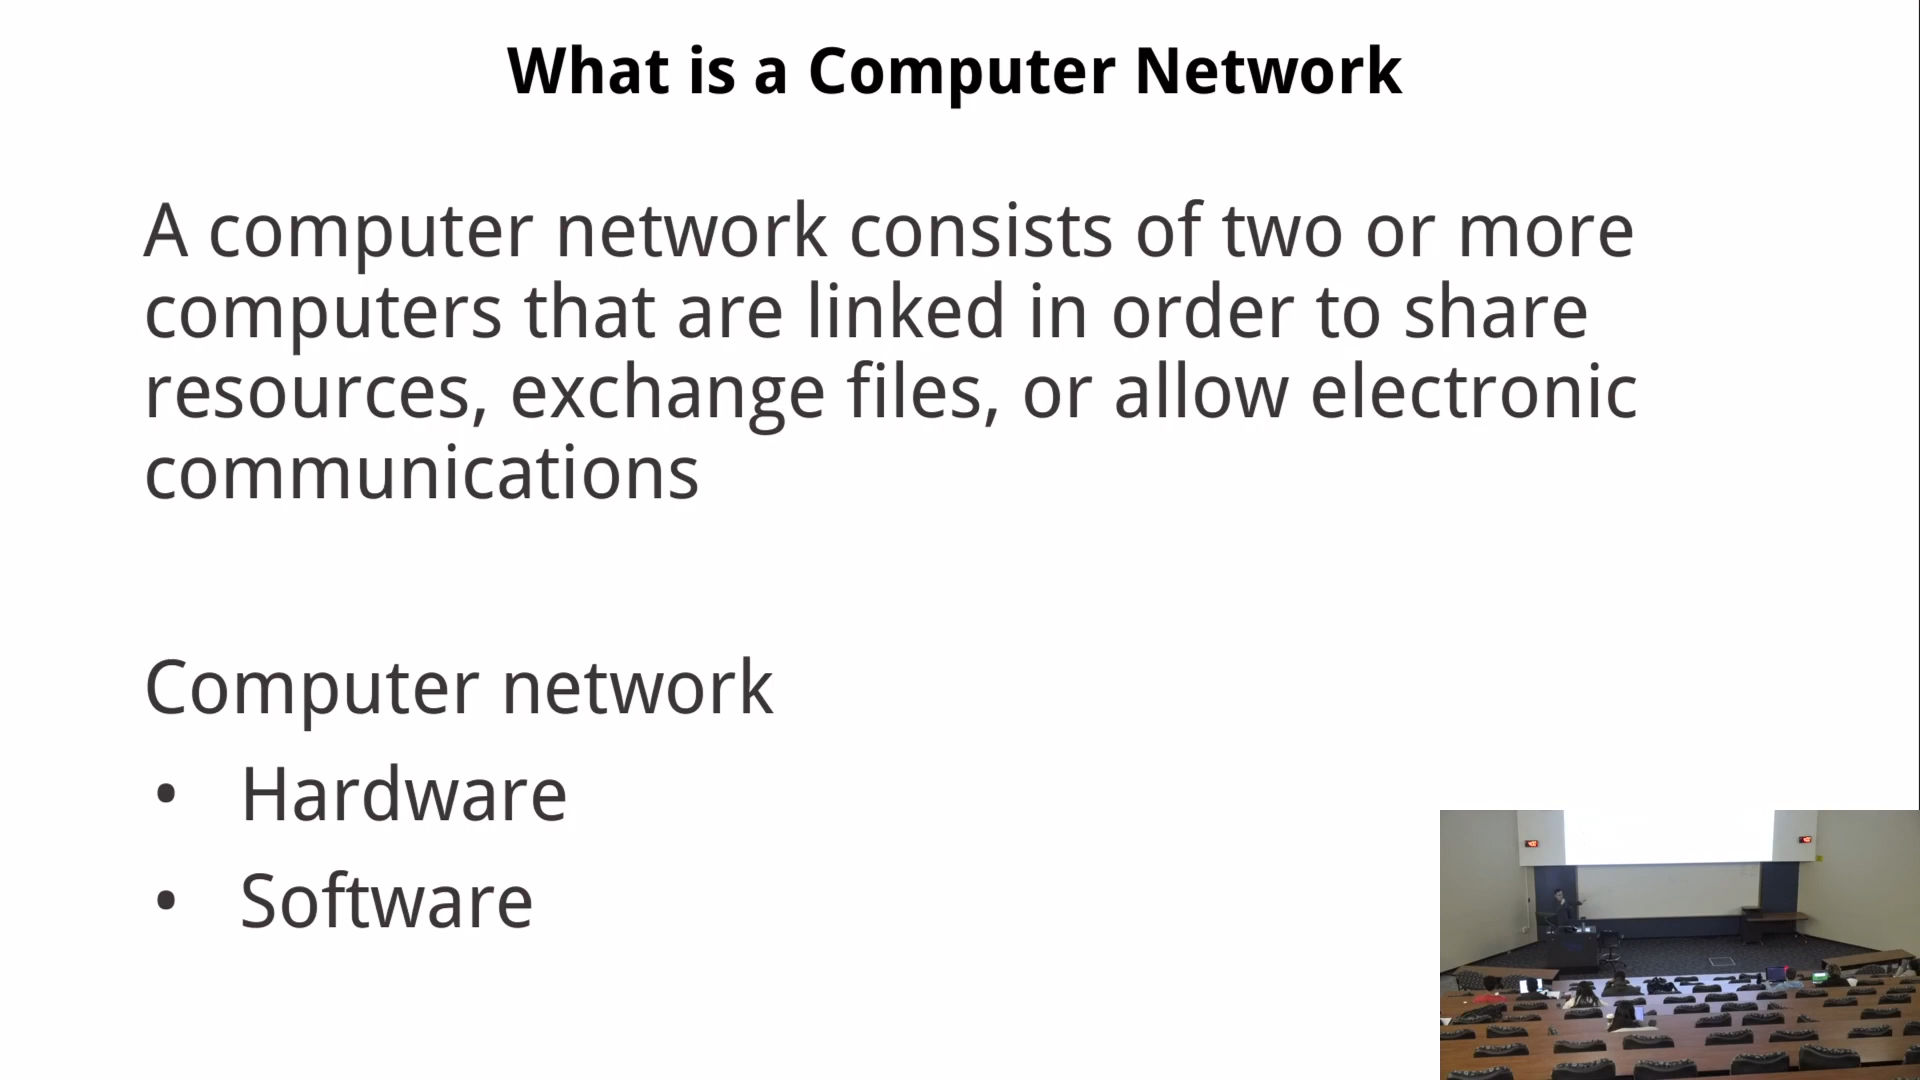 What is a Computer Network
A computer network consists of two or more
computers that are linked in order to share
resources, exchange files, or allow electronic
communications
Computer network
• Hardware
• Software